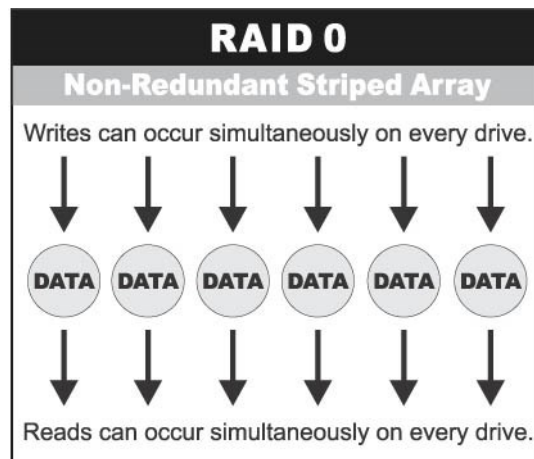 RAID 0
Non-Redundant Striped Array
Writes can occur simultaneously on every drive.
DATA DATA DATA DATA DATA DATA
Reads can occur simultaneously on every drive.